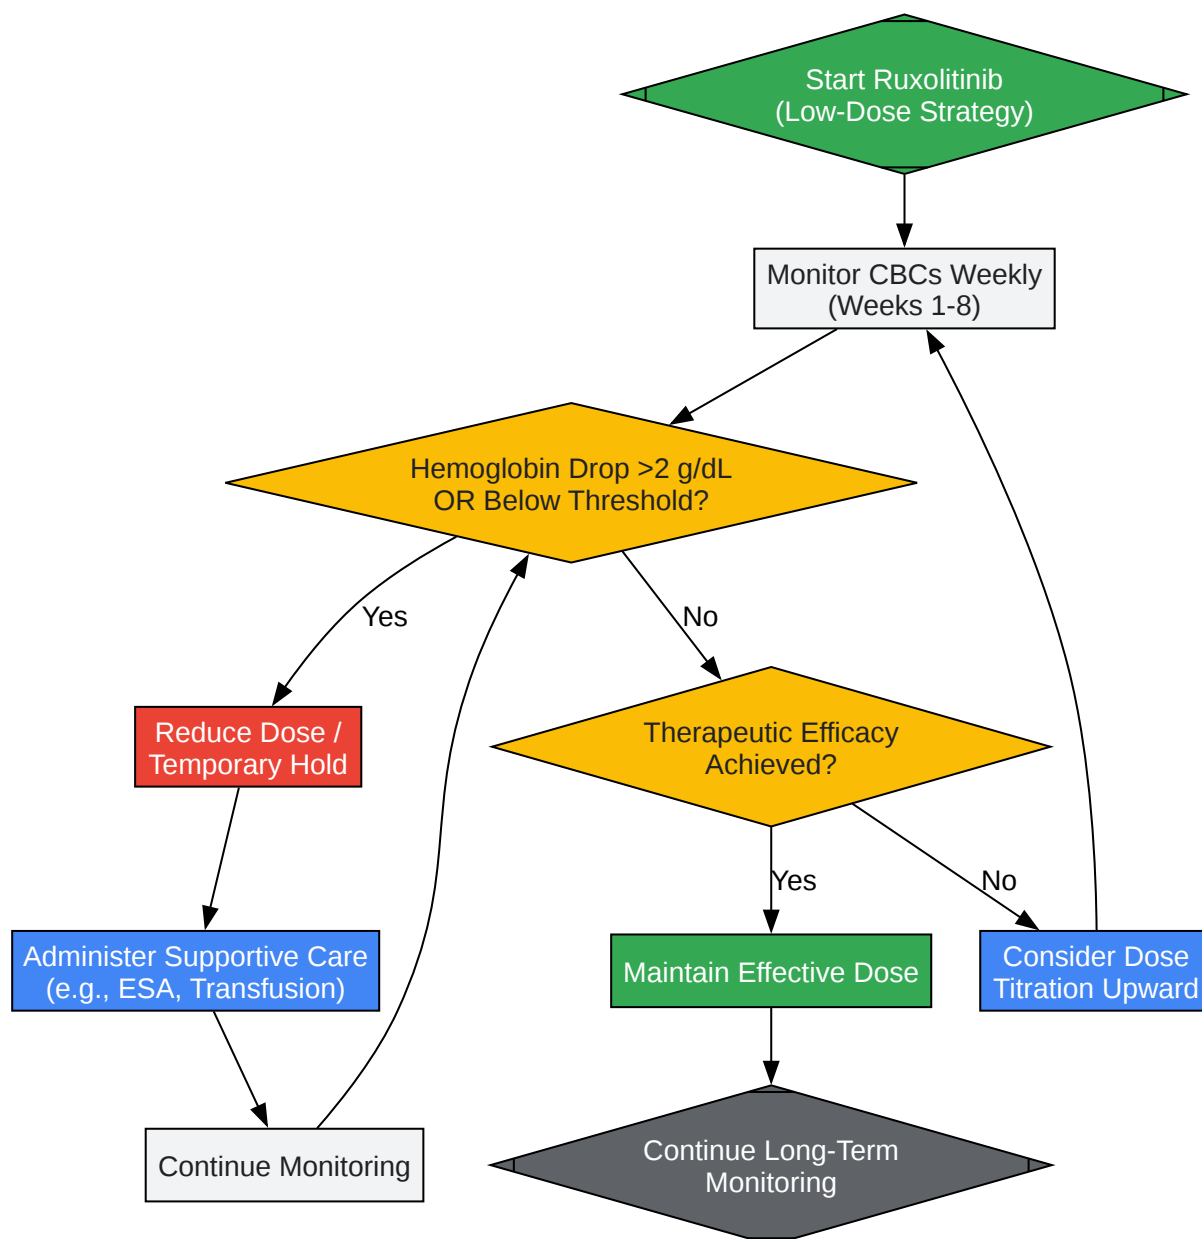 Start Ruxolitinib
(Low-Dose Strategy)
Monitor CBCs Weekly
(Weeks 1-8)
Hemoglobin Drop >2 g/dL
OR Below Threshold?
Yes
No
Reduce Dose /
Temporary Hold
Therapeutic Efficacy
Achieved?
Yes
No
Administer Supportive Care
(e.g., ESA, Transfusion)
Maintain Effective Dose
Consider Dose
Titration Upward
Continue Monitoring
Continue Long-Term
Monitoring